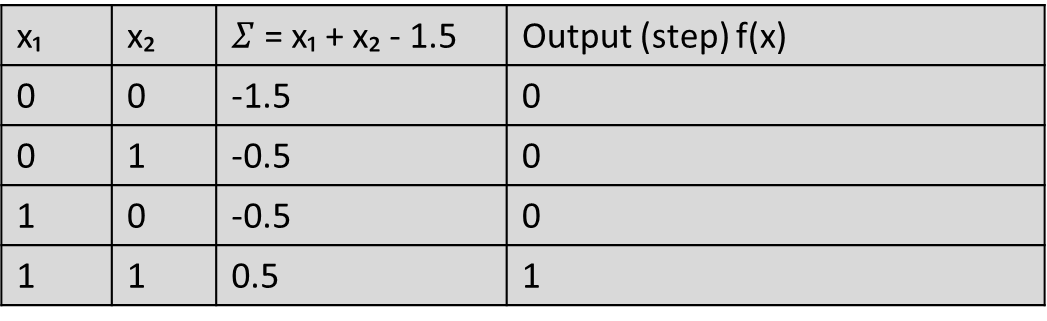 x₁ x₂ 𝛴 = x₁ + x₂ - 1.5 Output (step) f(x)
0 0 -1.5 0
0 1 -0.5 0
1 0 -0.5 0
1 1 0.5 1